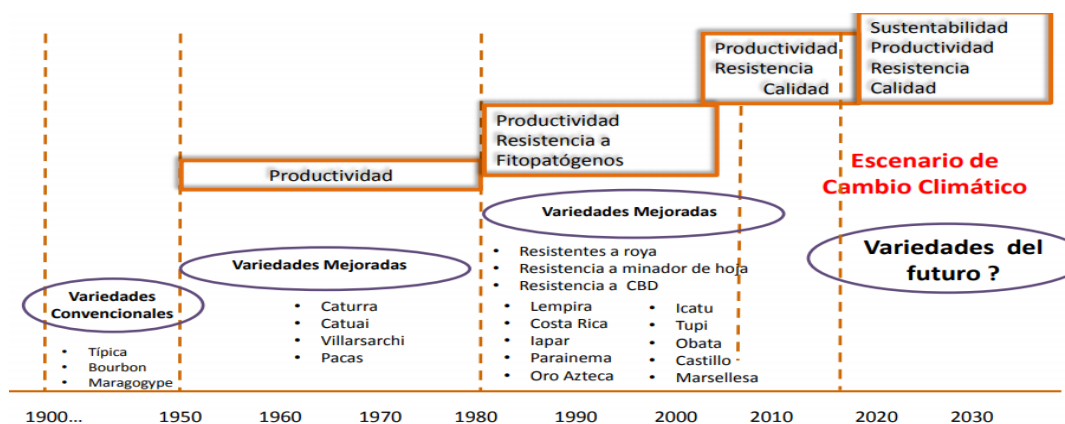 Sustentabilidad
Productividad
Resistencia
Calidad
Productividad
Resistencia
Calidad
Productividad
Resistencia a
Fitopatógenos
Productividad
Escenario de
Cambio Climático
Variedades del
futuro ?
Variedades Mejoradas
• Resistentes a roya
• Resistencia a minador de hoja
• Resistencia a CBD
• Lempira
• Costa Rica
• Iapar
• Parainema
• Oro Azteca
• Icatu
• Tupi
• Obata
• Castillo
• Marsellesa
Variedades Mejoradas
• Caturra
• Catuai
• Villarsarchi
• Pacas
Variedades
Convencionales
• Típica
• Bourbon
• Maragogype
1900... 1950 1960 1970 1980 1990 2000 2010 2020 2030